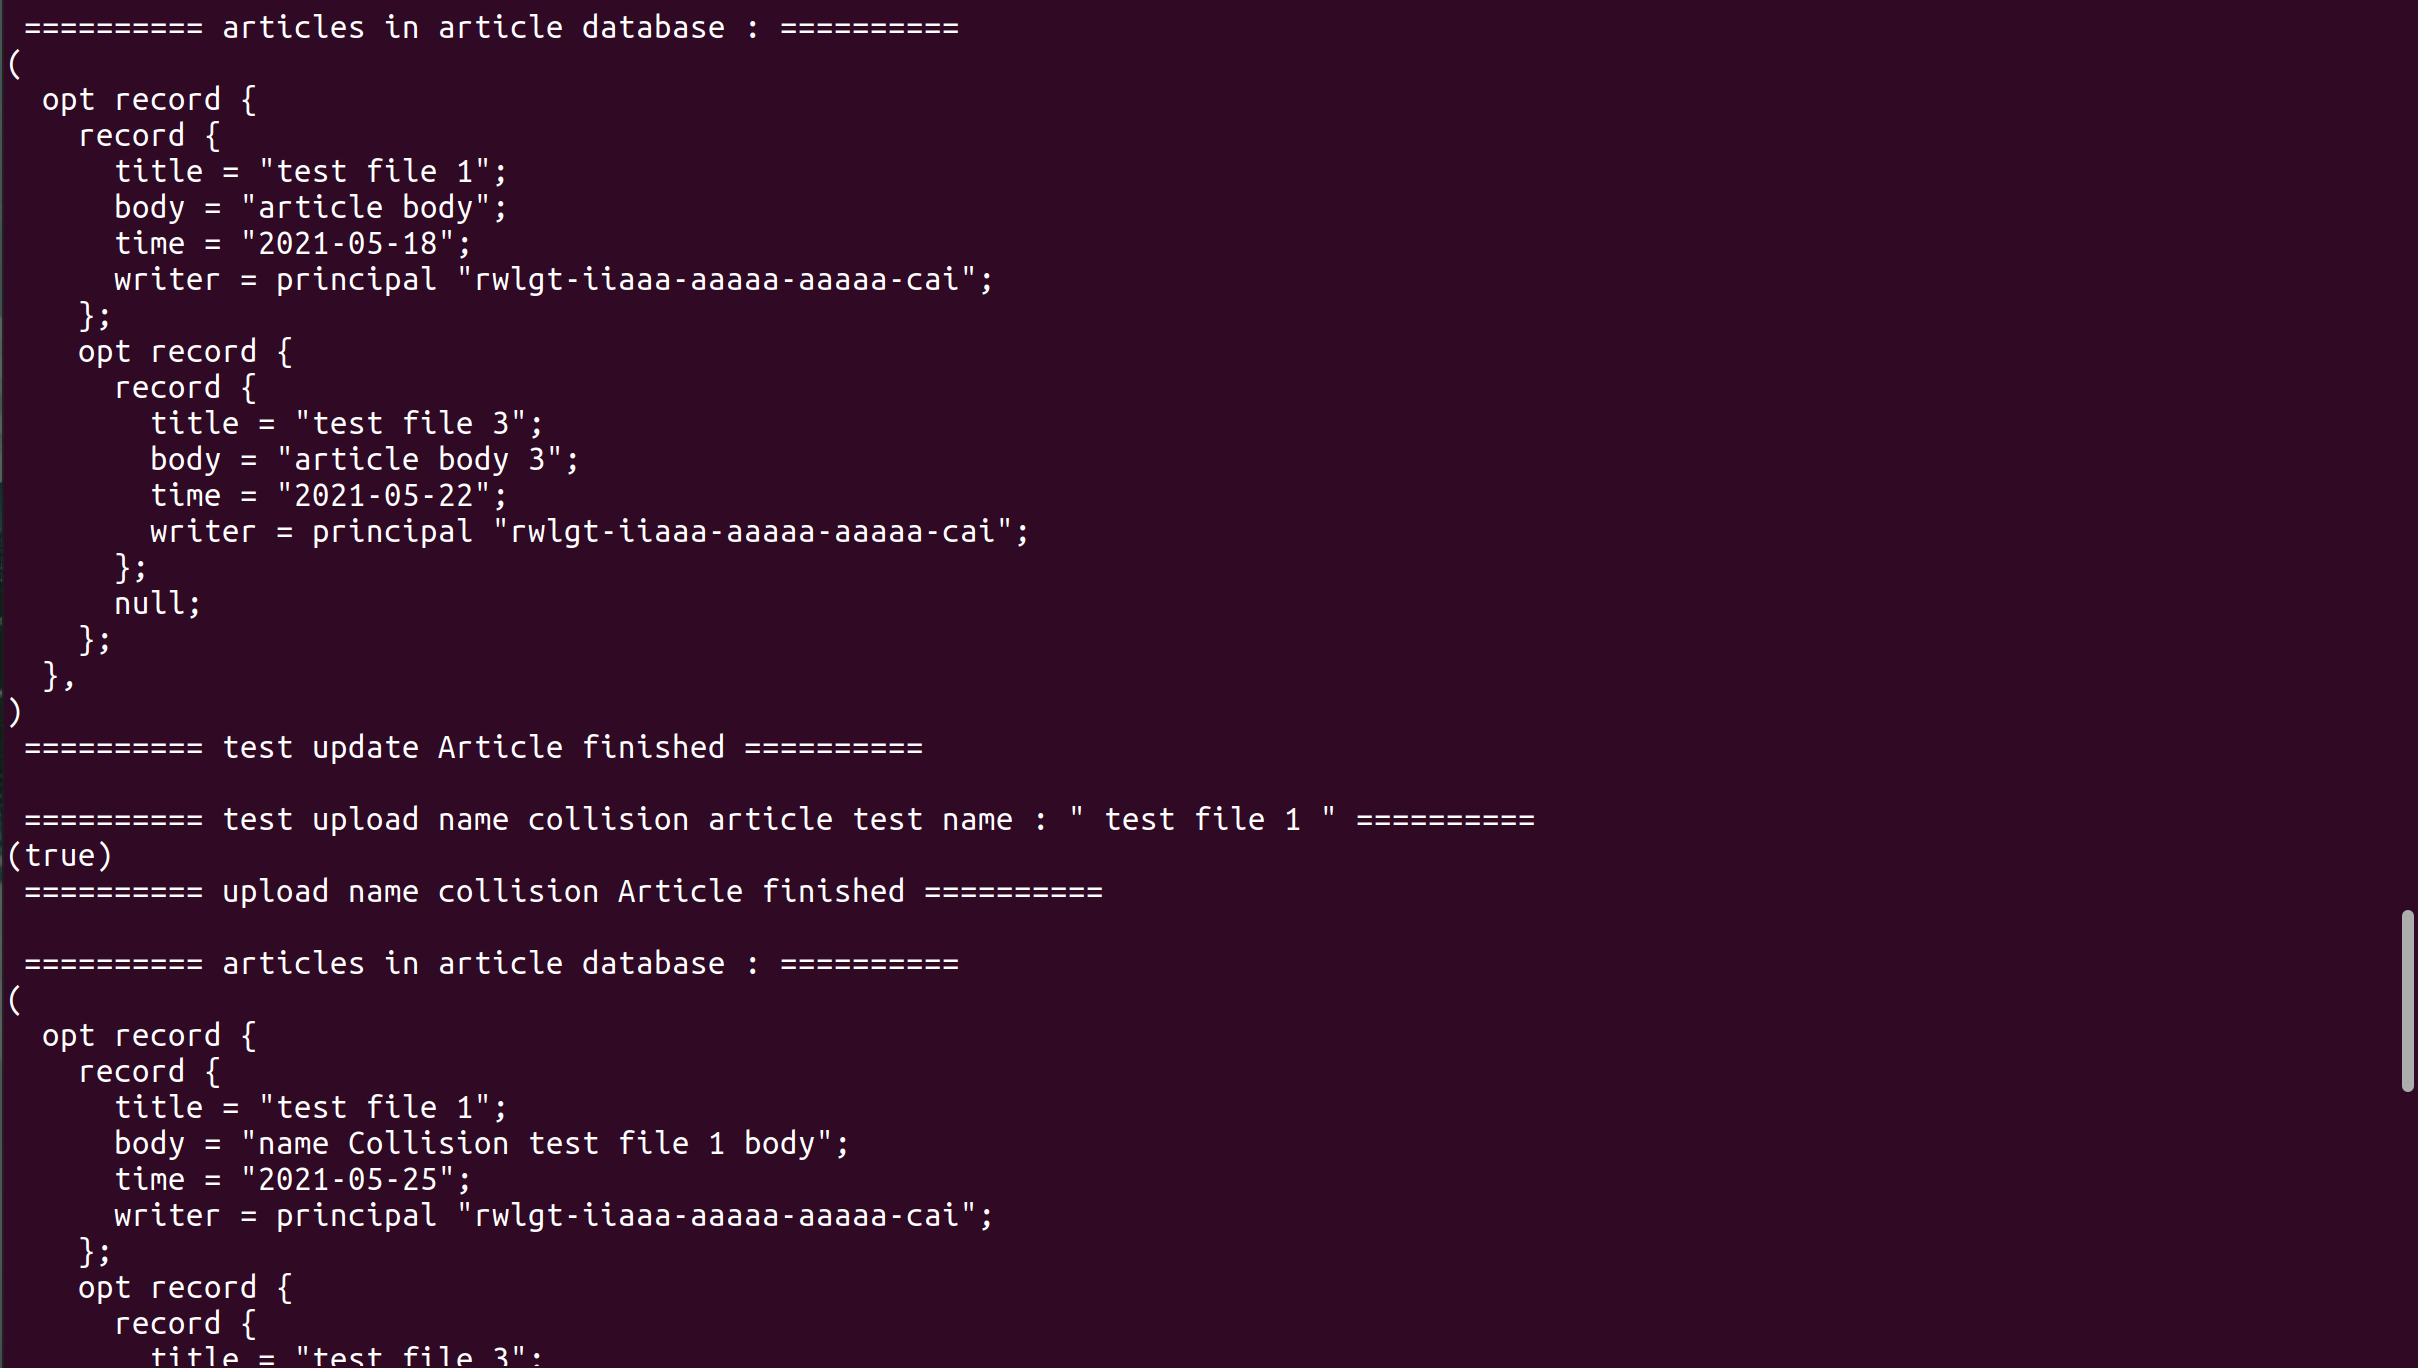 ========== articles in article database : ==========
(
  opt record {
    record {
      title = "test file 1";
      body = "article body";
      time = "2021-05-18";
      writer = principal "rwlgt-iiaaa-aaaaa-aaaaa-cai";
    };
    opt record {
      record {
        title = "test file 3";
        body = "article body 3";
        time = "2021-05-22";
        writer = principal "rwlgt-iiaaa-aaaaa-aaaaa-cai";
      };
      null;
    };
  },
)
 ========== test update Article finished ==========

 ========== test upload name collision article test name : " test file 1 " ==========
(true)
 ========== upload name collision Article finished ==========

 ========== articles in article database : ==========
(
  opt record {
    record {
      title = "test file 1";
      body = "name Collision test file 1 body";
      time = "2021-05-25";
      writer = principal "rwlgt-iiaaa-aaaaa-aaaaa-cai";
    };
    opt record {
      record {
        title = "test file 3";